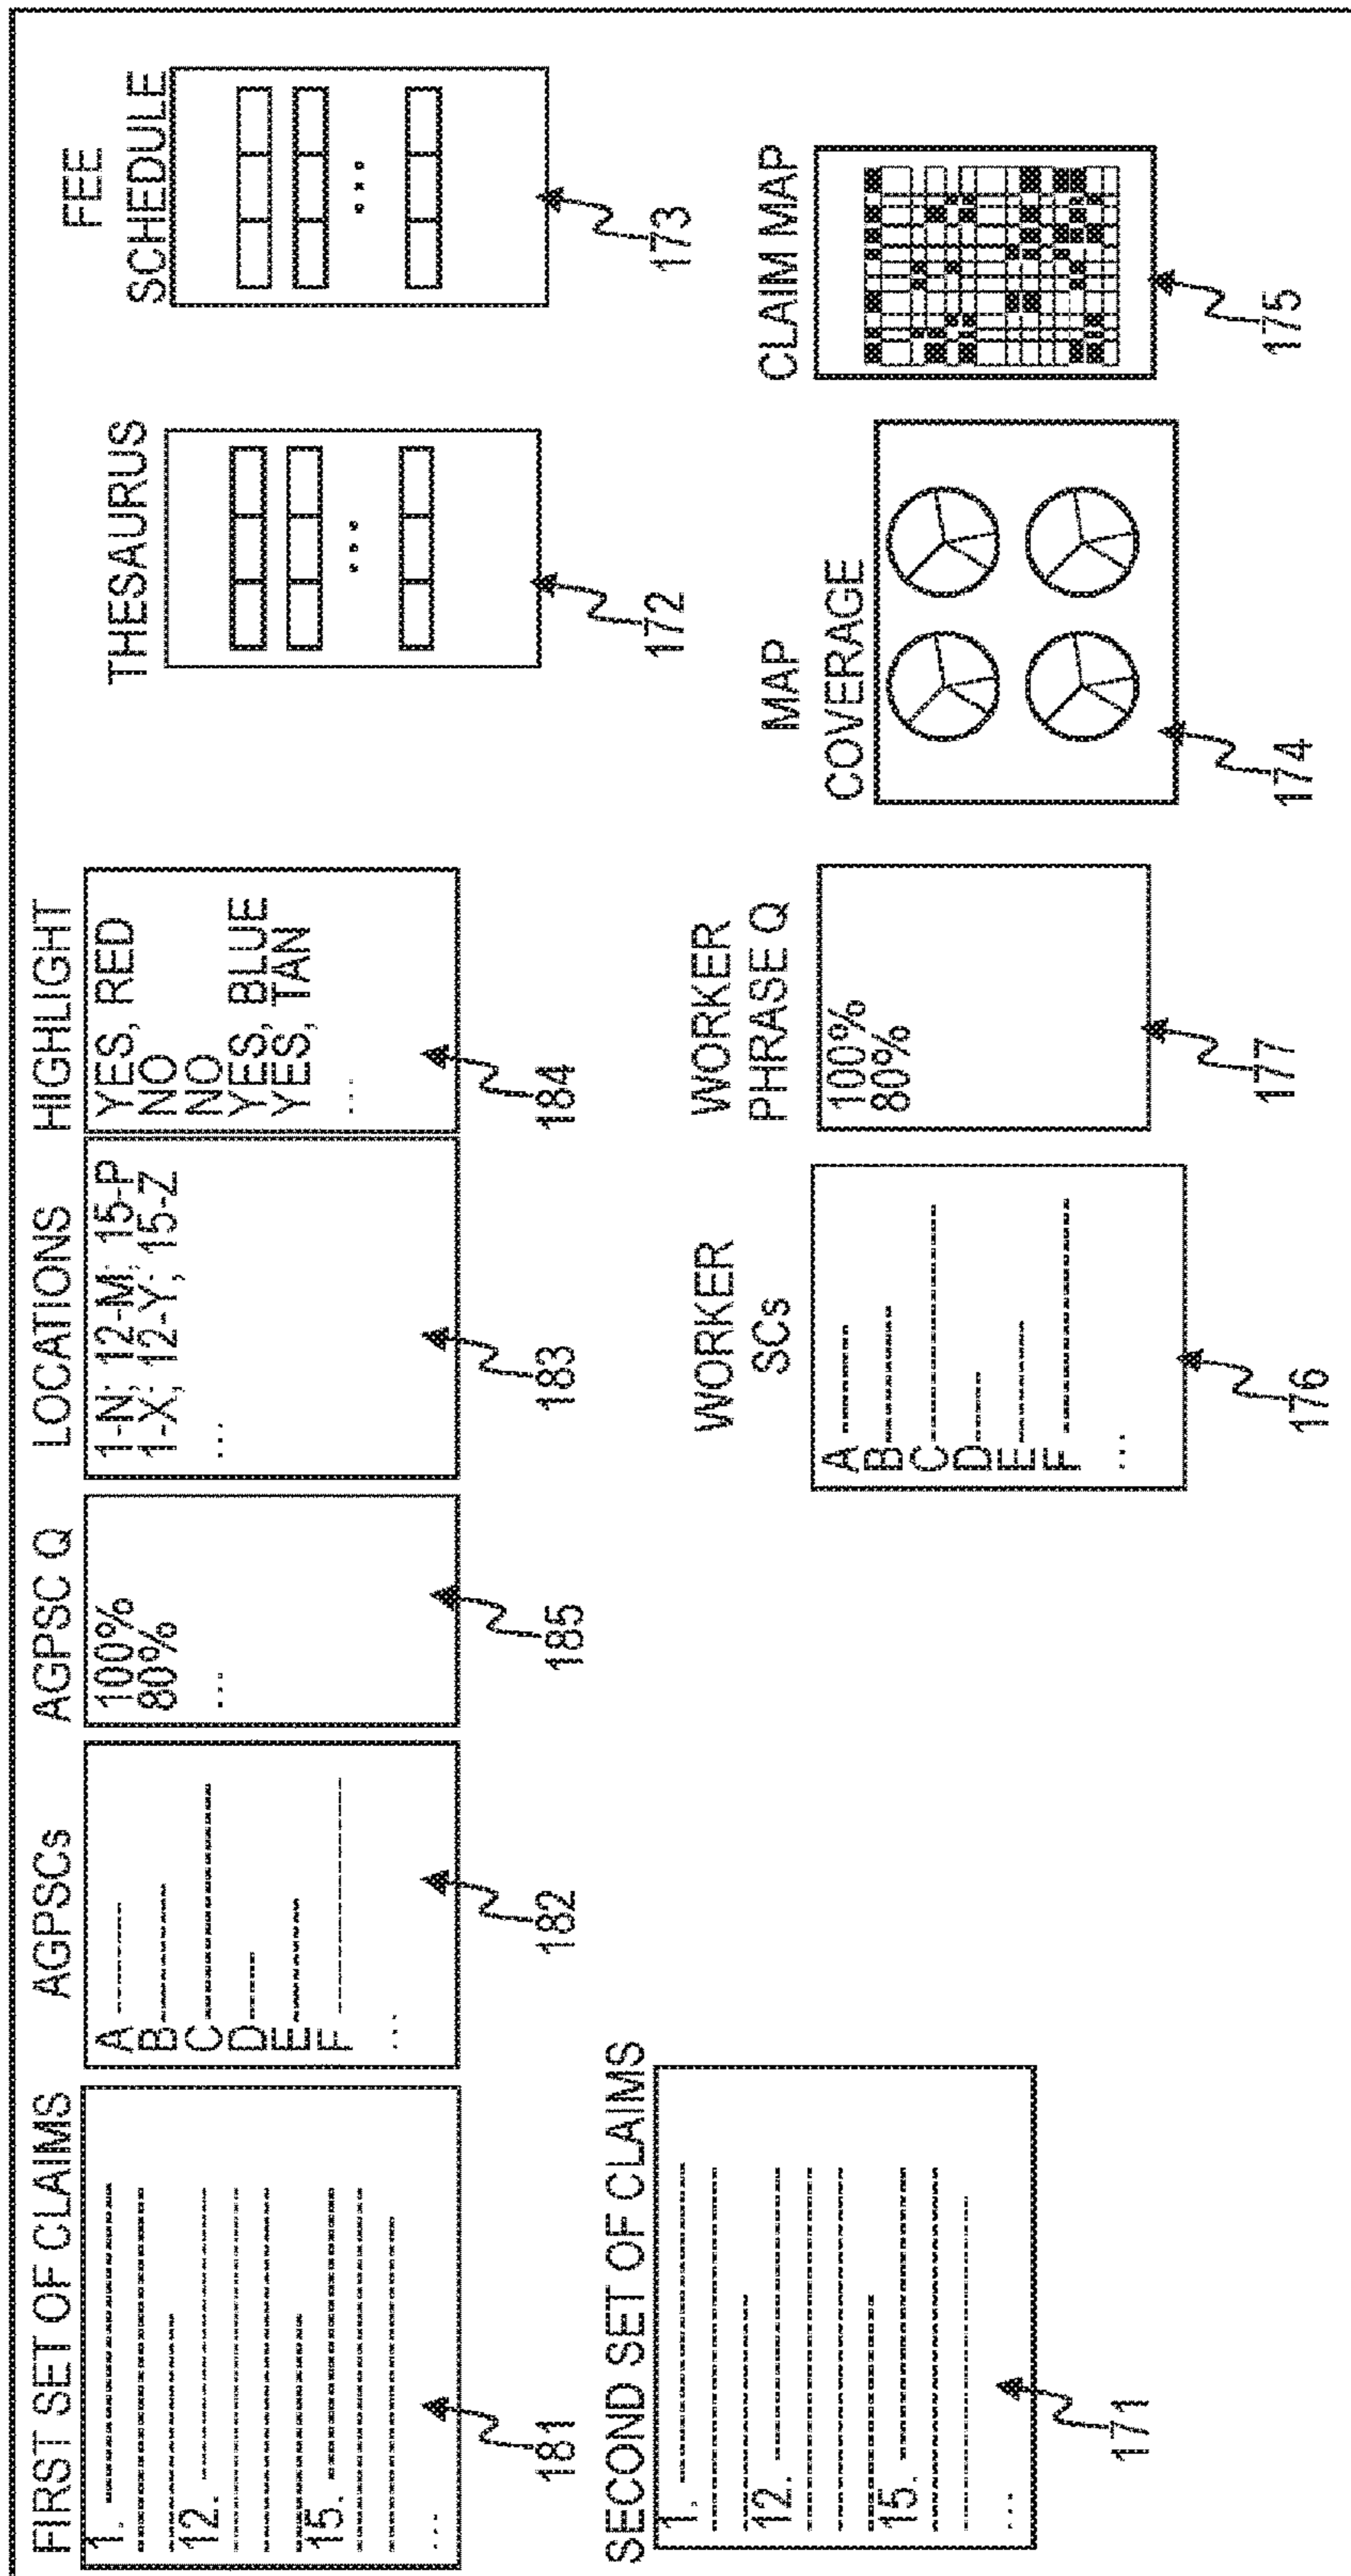 FIRST SET OF CLAIMS
1.
12.
15.
...
181
AGPSCs
A
B
C
D
E
F
...
182
AGPSC Q
100%
80%
...
185
LOCATIONS
1-N; 12-M; 15-P
1-X; 12-Y; 15-Z
...
183
HIGHLIGHT
YES, RED
NO
NO
YES, BLUE
YES, TAN
...
184
THESAURUS
...
172
FEE
SCHEDULE
...
173
SECOND SET OF CLAIMS
1.
12.
15.
...
171
WORKER
SCs
A
B
C
D
E
F
...
176
WORKER
PHRASE Q
100%
80%
177
MAP
COVERAGE
174
CLAIM MAP
175